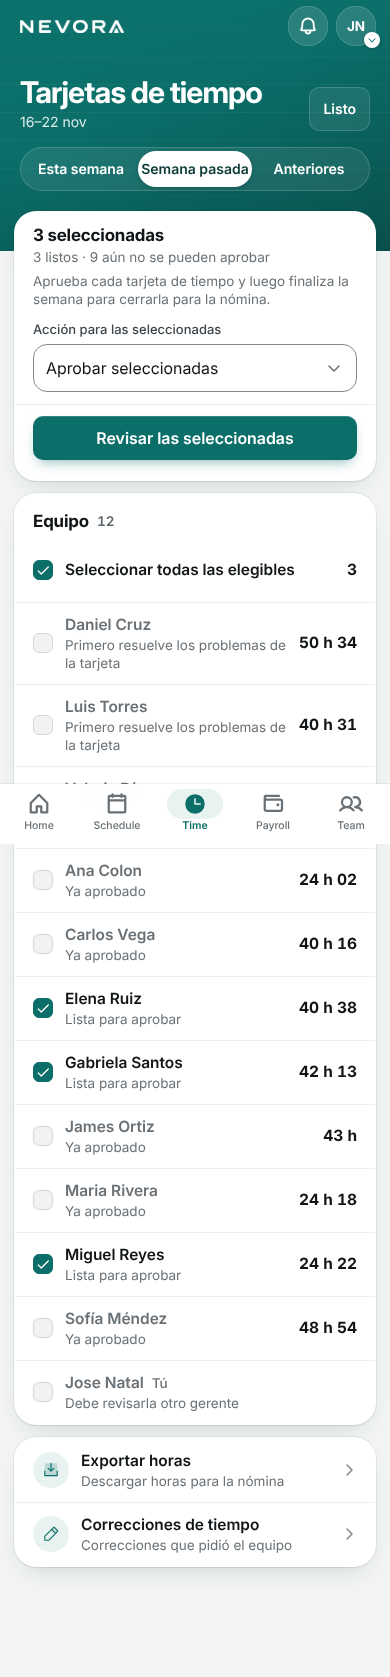 NEVORA
JN
Tarjetas de tiempo
16–22 nov
Listo
Esta semana
Semana pasada
Anteriores
3 seleccionadas
3 listos · 9 aún no se pueden aprobar
Aprueba cada tarjeta de tiempo y luego finaliza la
semana para cerrarla para la nómina.
Acción para las seleccionadas
Aprobar seleccionadas
Revisar las seleccionadas
Equipo 12
Seleccionar todas las elegibles 3
Daniel Cruz
Primero resuelve los problemas de
la tarjeta
50 h 34
Luis Torres
Primero resuelve los problemas de
la tarjeta
40 h 31
Home
Schedule
Time
Payroll
Team
Ana Colon
Ya aprobado
24 h 02
Carlos Vega
Ya aprobado
40 h 16
Elena Ruiz
Lista para aprobar
40 h 38
Gabriela Santos
Lista para aprobar
42 h 13
James Ortiz
Ya aprobado
43 h
Maria Rivera
Ya aprobado
24 h 18
Miguel Reyes
Lista para aprobar
24 h 22
Sofía Méndez
Ya aprobado
48 h 54
Jose Natal Tú
Debe revisarla otro gerente
Exportar horas
Descargar horas para la nómina
Correcciones de tiempo
Correcciones que pidió el equipo